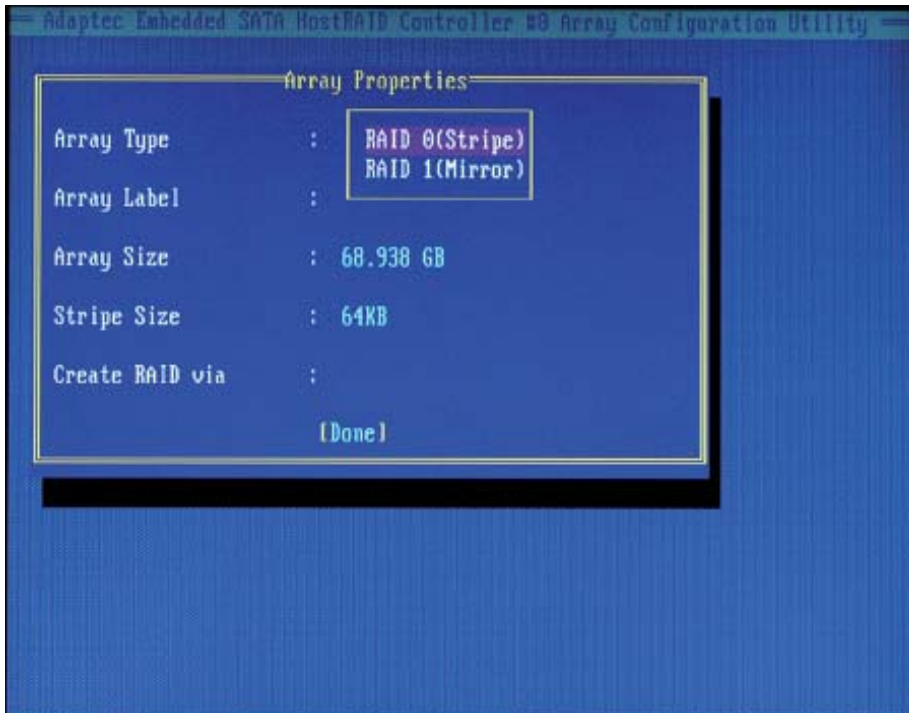 Adaptec Embedded SATA HostRAID Controller #0 Array Configuration Utility
Array Properties
Array Type : RAID 0(Stripe)
RAID 1(Mirror)
Array Label :
Array Size : 68.938 GB
Stripe Size : 64KB
Create RAID via :
[Done]